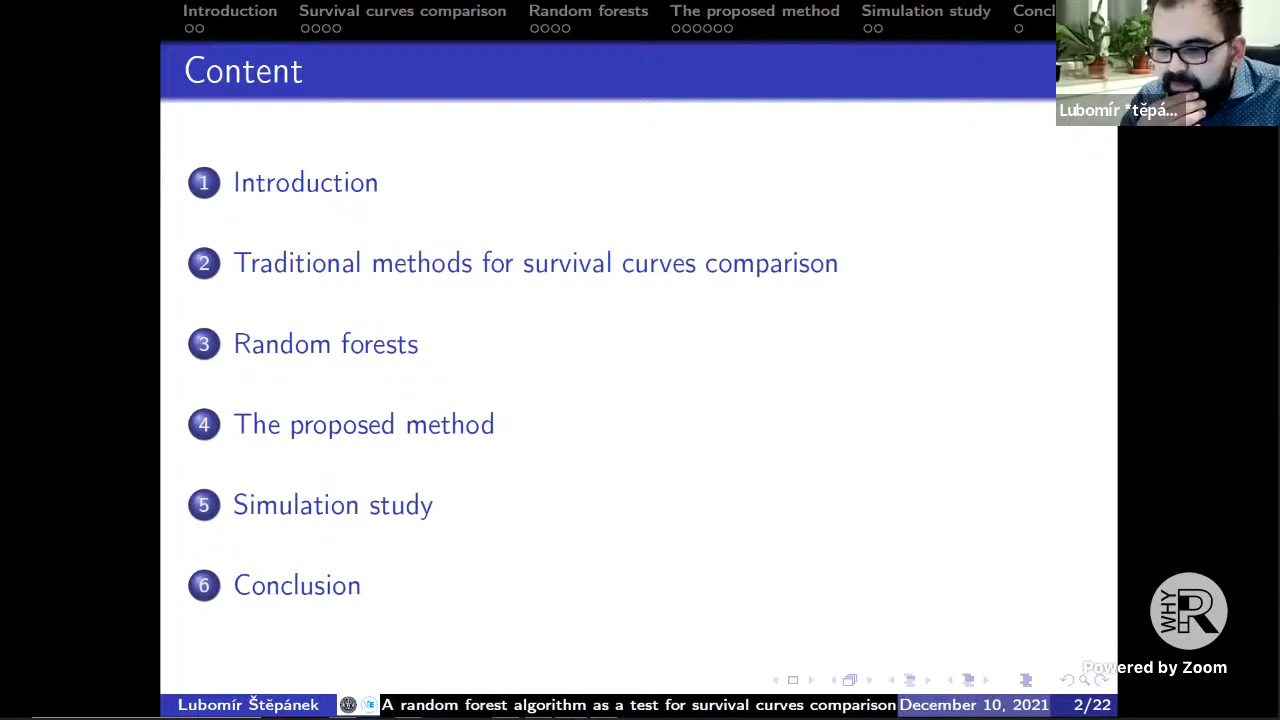 Introduction Survival curves comparison Random forests The proposed method Simulation study Concl
Content
Lubomír *těpá...
1 Introduction
2 Traditional methods for survival curves comparison
3 Random forests
4 The proposed method
5 Simulation study
6 Conclusion
WHY R?
Powered by Zoom
Lubomír Štěpánek A random forest algorithm as a test for survival curves comparison December 10, 2021 2/22